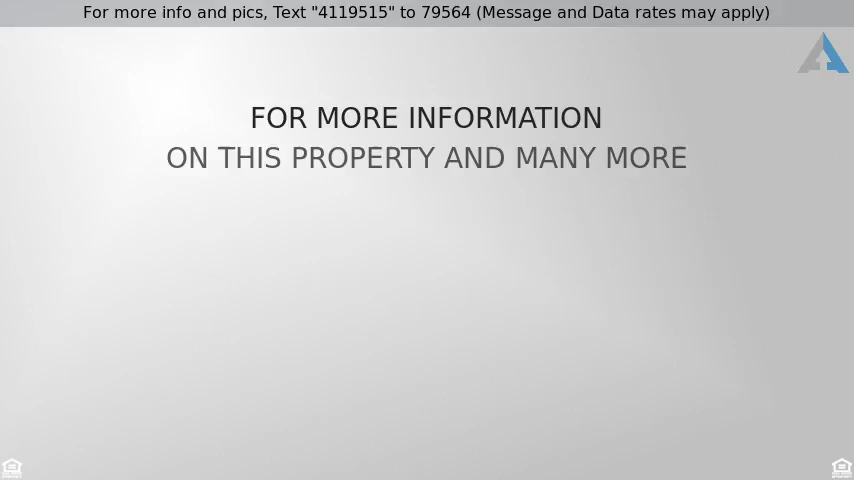 For more info and pics, Text "4119515" to 79564 (Message and Data rates may apply)
FOR MORE INFORMATION
ON THIS PROPERTY AND MANY MORE